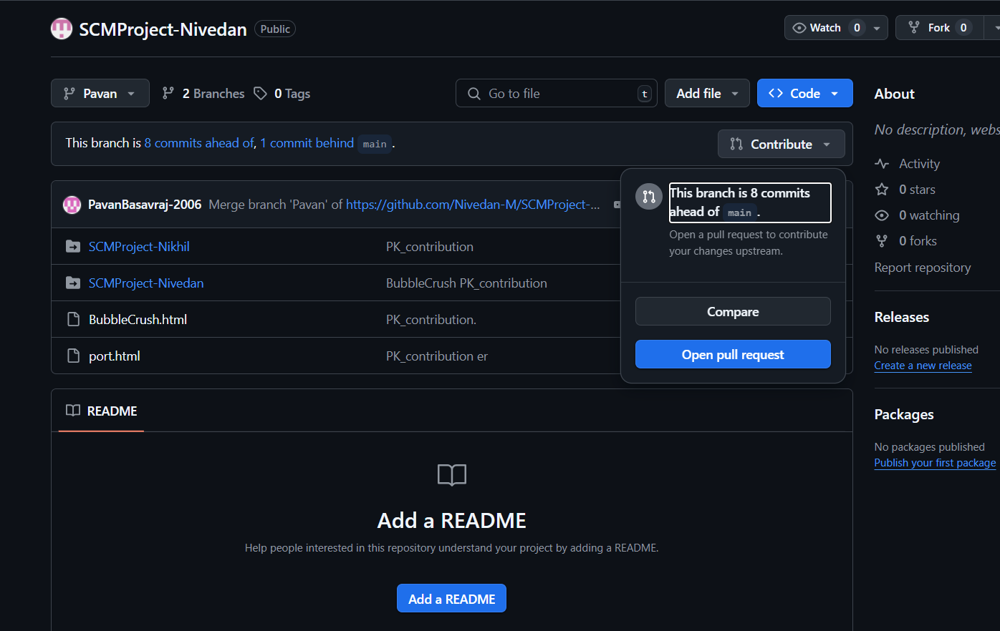 SCMProject-Nivedan Public
Watch 0
Fork 0
Pavan
2 Branches
0 Tags
Go to file t
Add file
Code
This branch is 8 commits ahead of, 1 commit behind main .
Contribute
PavanBasavraj-2006 Merge branch 'Pavan' of https://github.com/Nivedan-M/SCMProject-...
SCMProject-Nikhil PK_contribution
SCMProject-Nivedan BubbleCrush PK_contribution
BubbleCrush.html PK_contribution.
port.html PK_contribution er
This branch is 8 commits
ahead of main .
Open a pull request to contribute
your changes upstream.
Compare
Open pull request
README
Add a README
Help people interested in this repository understand your project by adding a README.
Add a README
About
No description, webs
Activity
0 stars
0 watching
0 forks
Report repository
Releases
No releases published
Create a new release
Packages
No packages published
Publish your first package